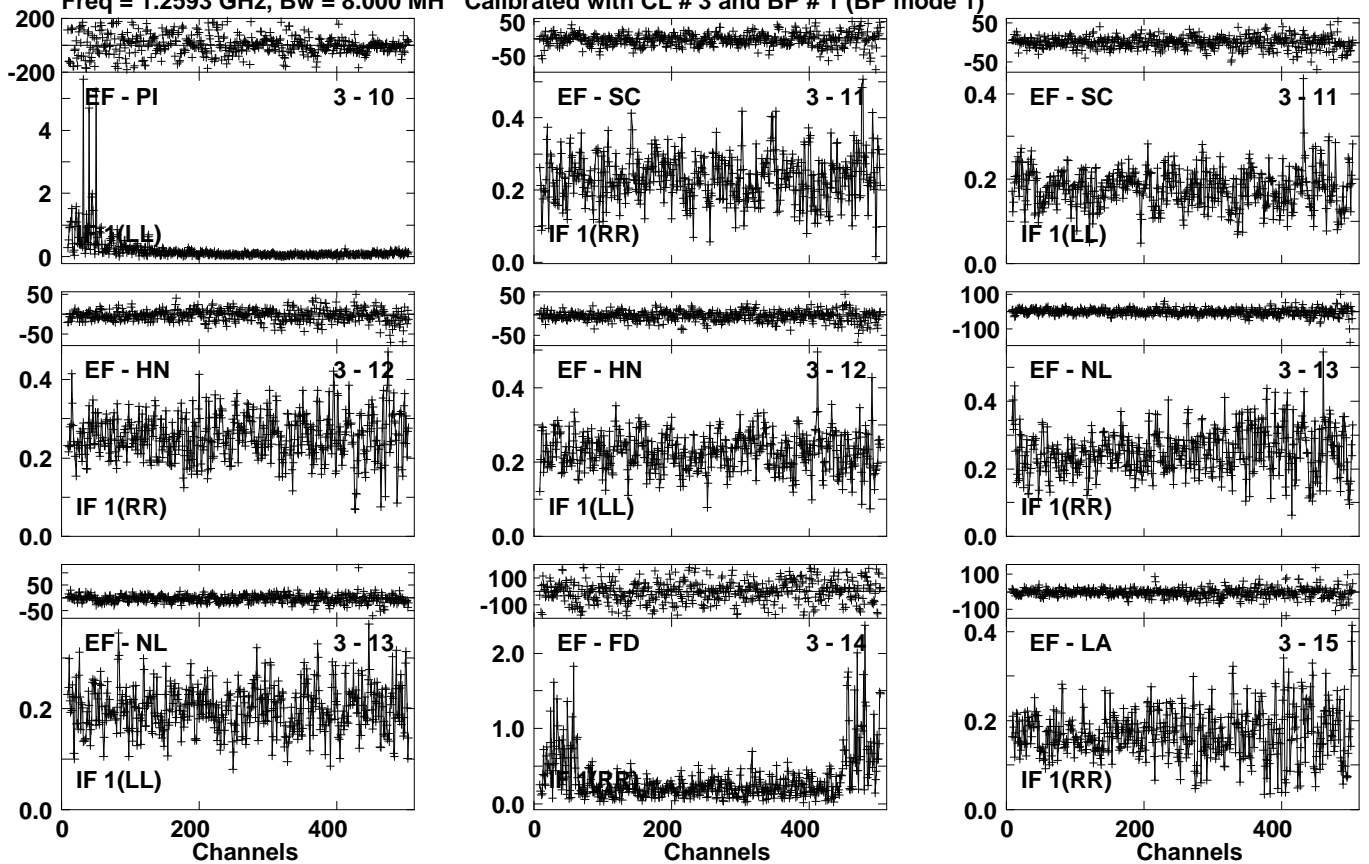 Freq = 1.2593 GHz, Bw = 8.000 MH Calibrated with CL # 3 and BP # 1 (BP mode 1)
200
-200
EF - PI 3 - 10
4
2
0
IF 1(LL)
50
-50
EF - SC 3 - 11
0.4
0.2
0.0
IF 1(RR)
50
-50
EF - SC 3 - 11
0.4
0.2
0.0
IF 1(LL)
50
-50
EF - HN 3 - 12
0.4
0.2
0.0
IF 1(RR)
50
-50
EF - HN 3 - 12
0.4
0.2
0.0
IF 1(LL)
100
-100
EF - NL 3 - 13
0.4
0.2
0.0
IF 1(RR)
50
-50
EF - NL 3 - 13
0.2
0.0
IF 1(LL)
0 200 400
Channels
100
-100
EF - FD 3 - 14
2.0
1.0
0.0
IF 1(RR)
0 200 400
Channels
100
-100
EF - LA 3 - 15
0.4
0.2
0.0
IF 1(RR)
0 200 400
Channels